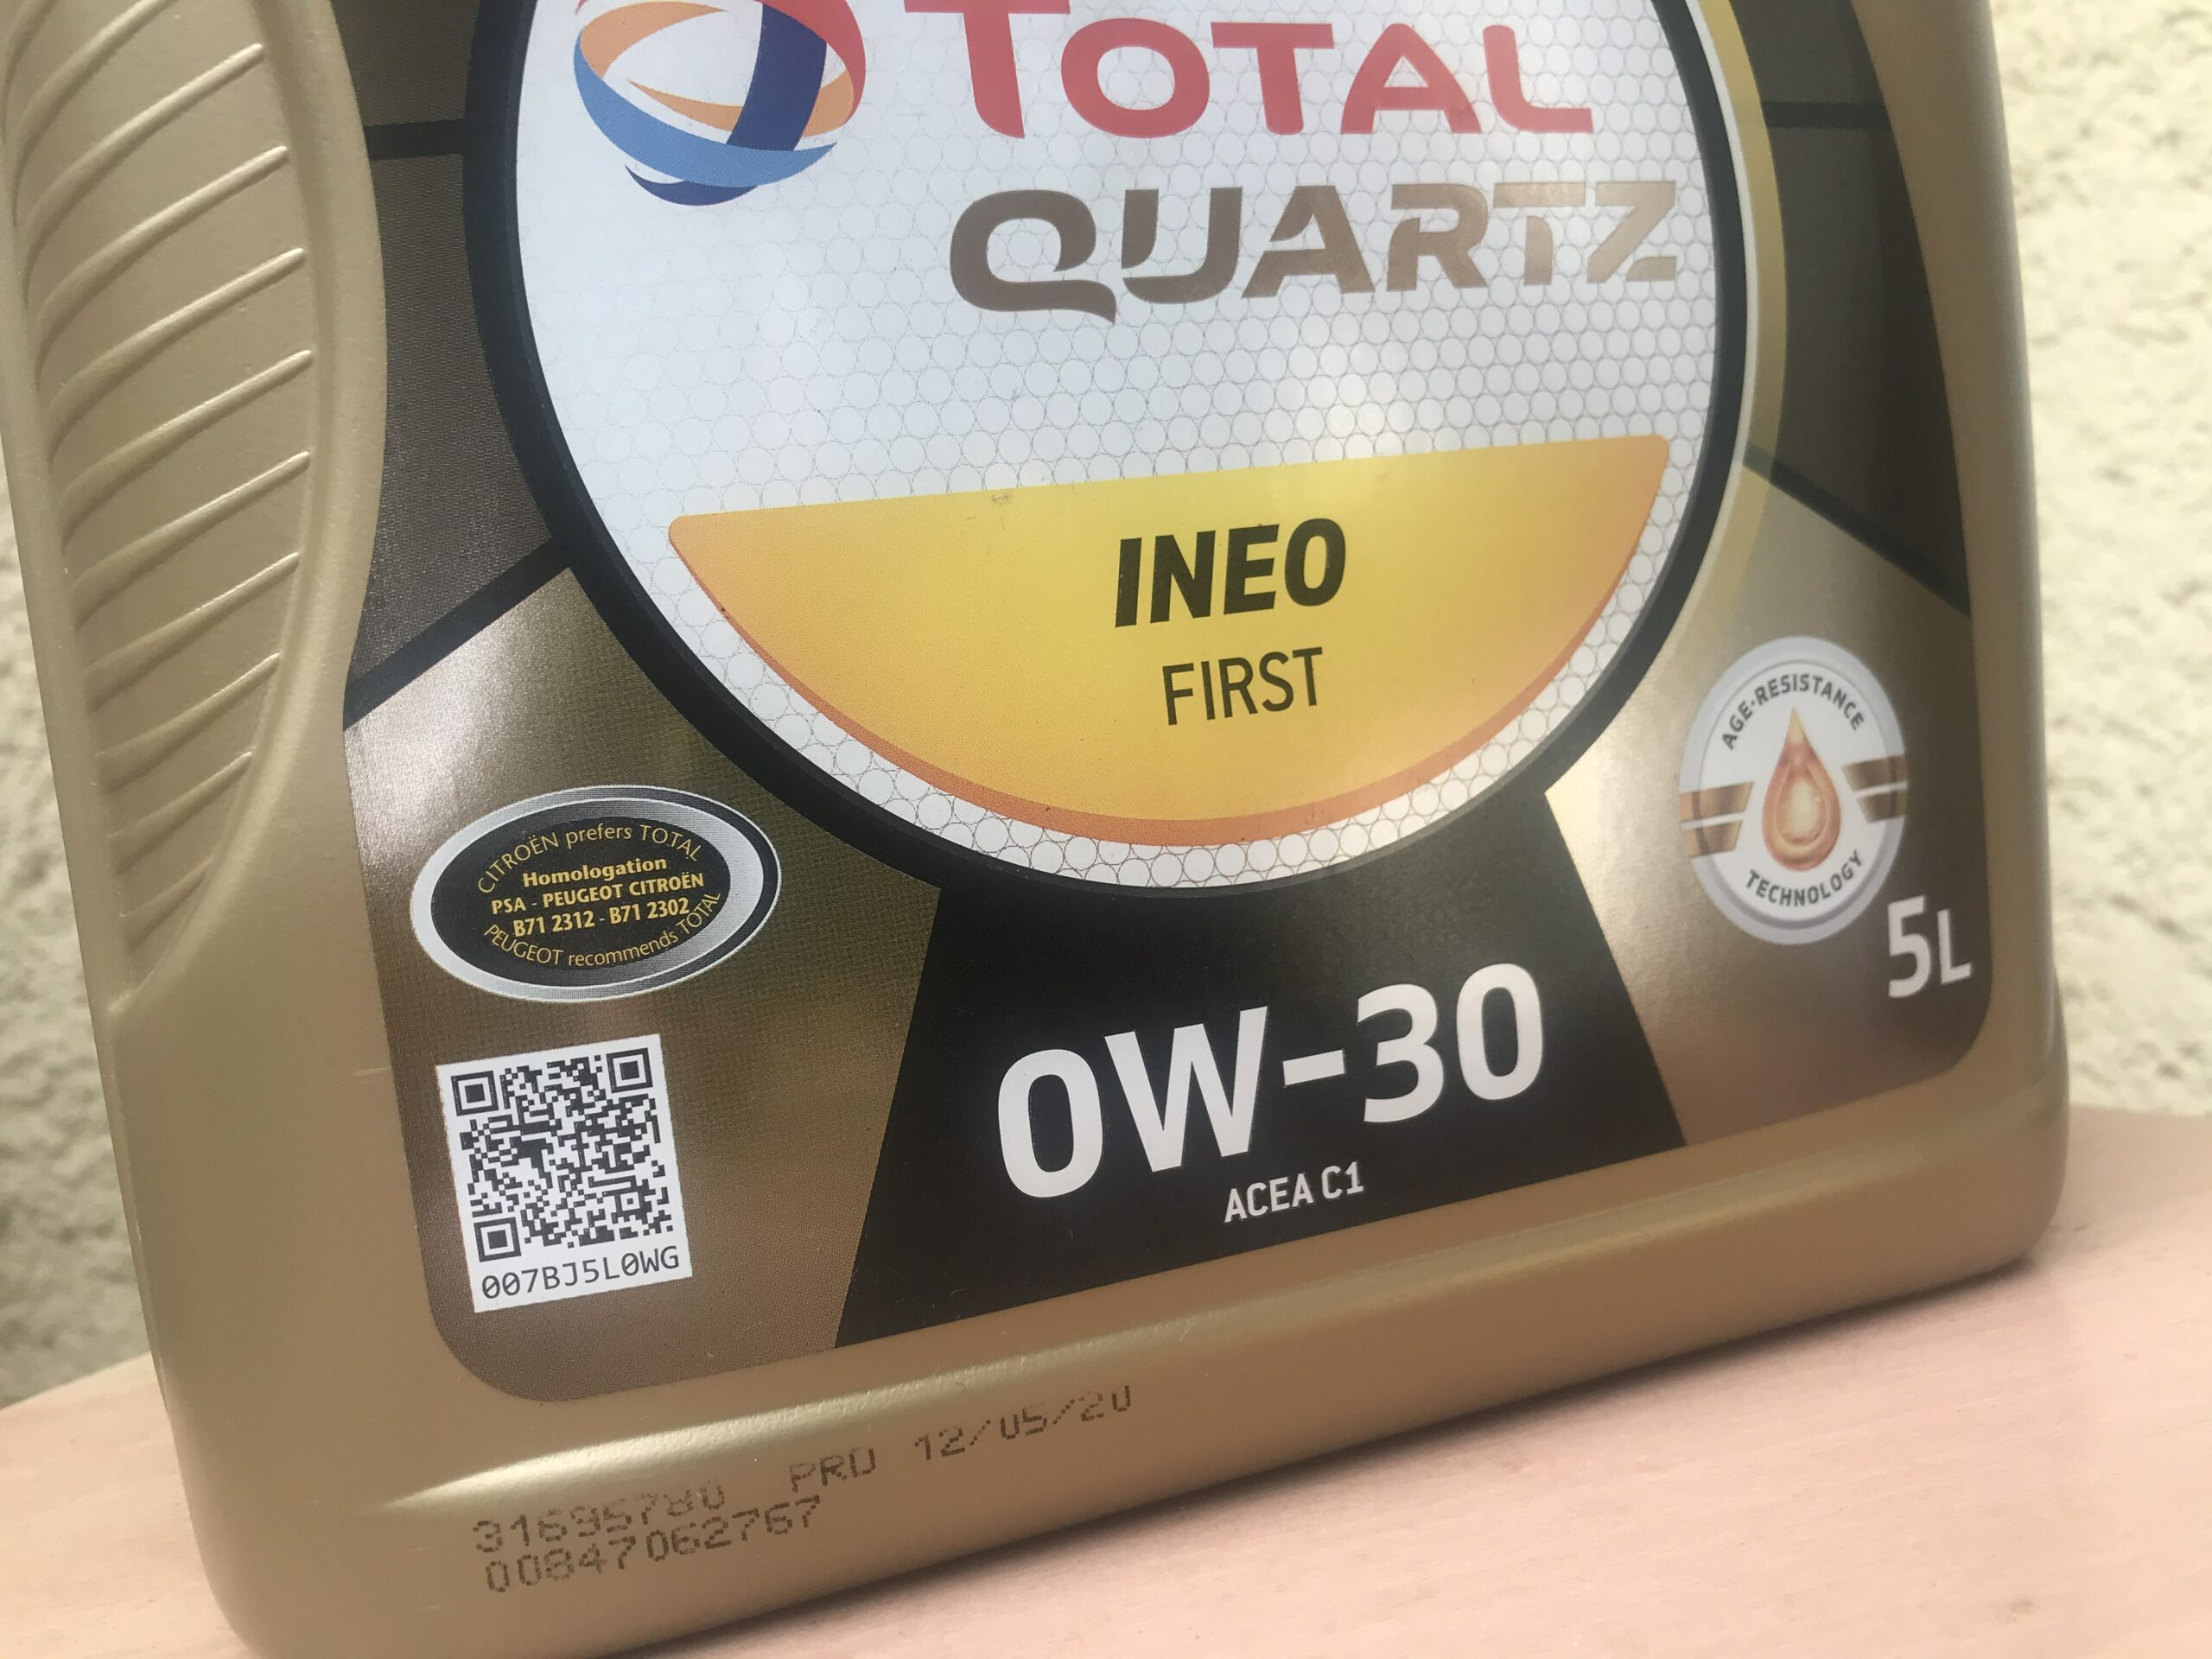 TOTAL
QUARTZ
INEO
FIRST
AGE-RESISTANCE
TECHNOLOGY
5L
CITROËN prefers TOTAL
Homologation
PSA - PEUGEOT CITROËN
B71 2312 - B71 2302
PEUGEOT recommends TOTAL
0W-30
ACEA C1
007BJ5L0WG
31695780 PRD 12/05/20
00847062767